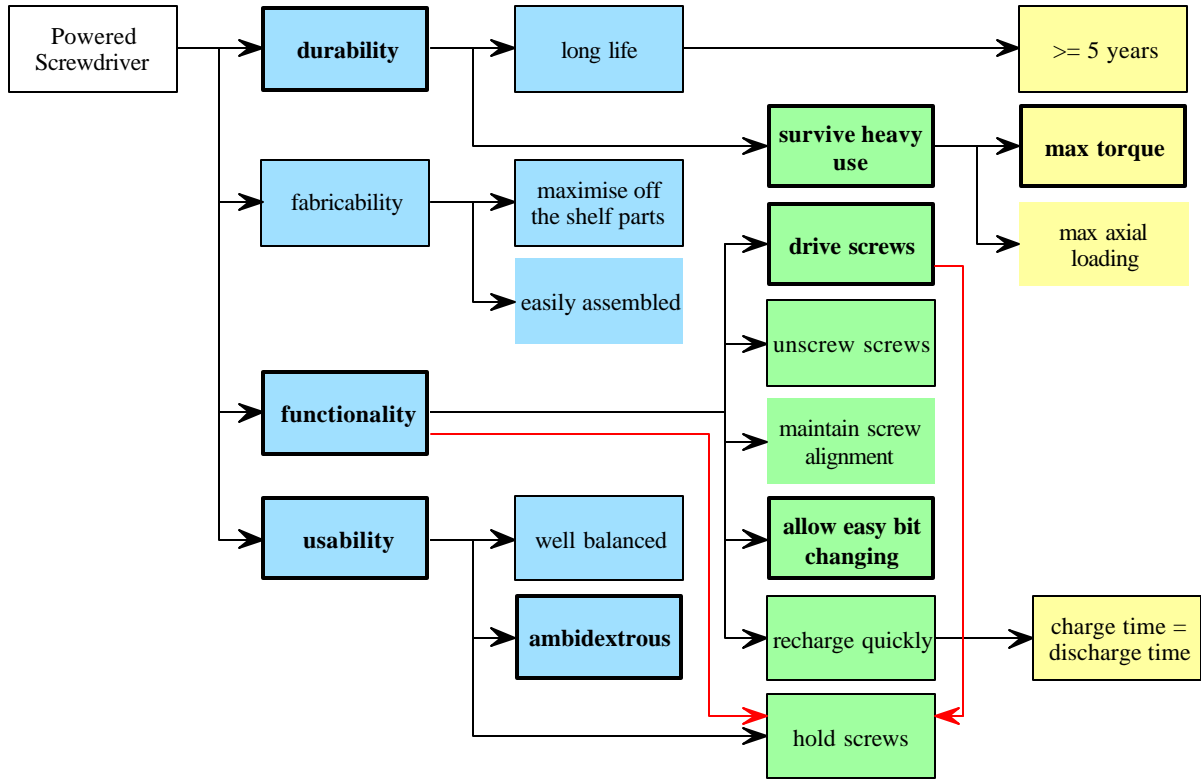 Powered
Screwdriver
durability
long life
>= 5 years
survive heavy
use
max torque
fabricability
maximise off
the shelf parts
drive screws
max axial
loading
easily assembled
unscrew screws
functionality
maintain screw
alignment
usability
well balanced
allow easy bit
changing
ambidextrous
recharge quickly
charge time =
discharge time
hold screws